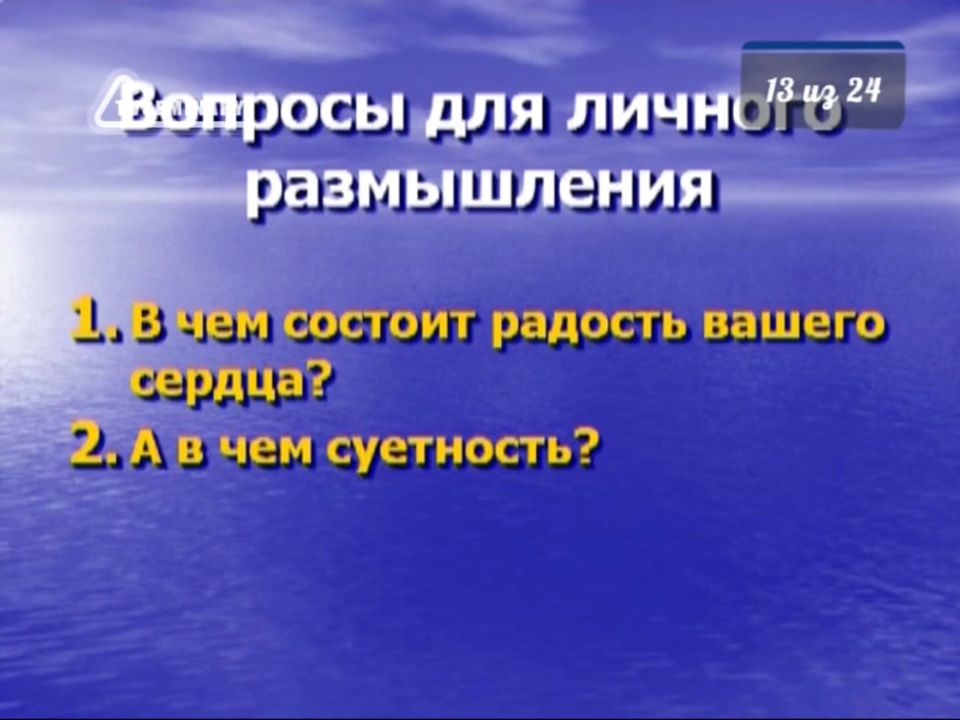 13 из 24
Вопросы для личного
размышления
1. В чем состоит радость вашего
сердца?
2. А в чем суетность?